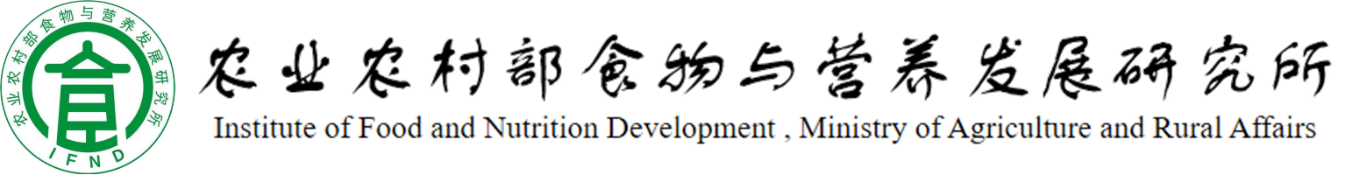 农业农村部食物与营养发展研究所
食
IFND
农业农村部食物与营养发展研究所
Institute of Food and Nutrition Development , Ministry of Agriculture and Rural Affairs